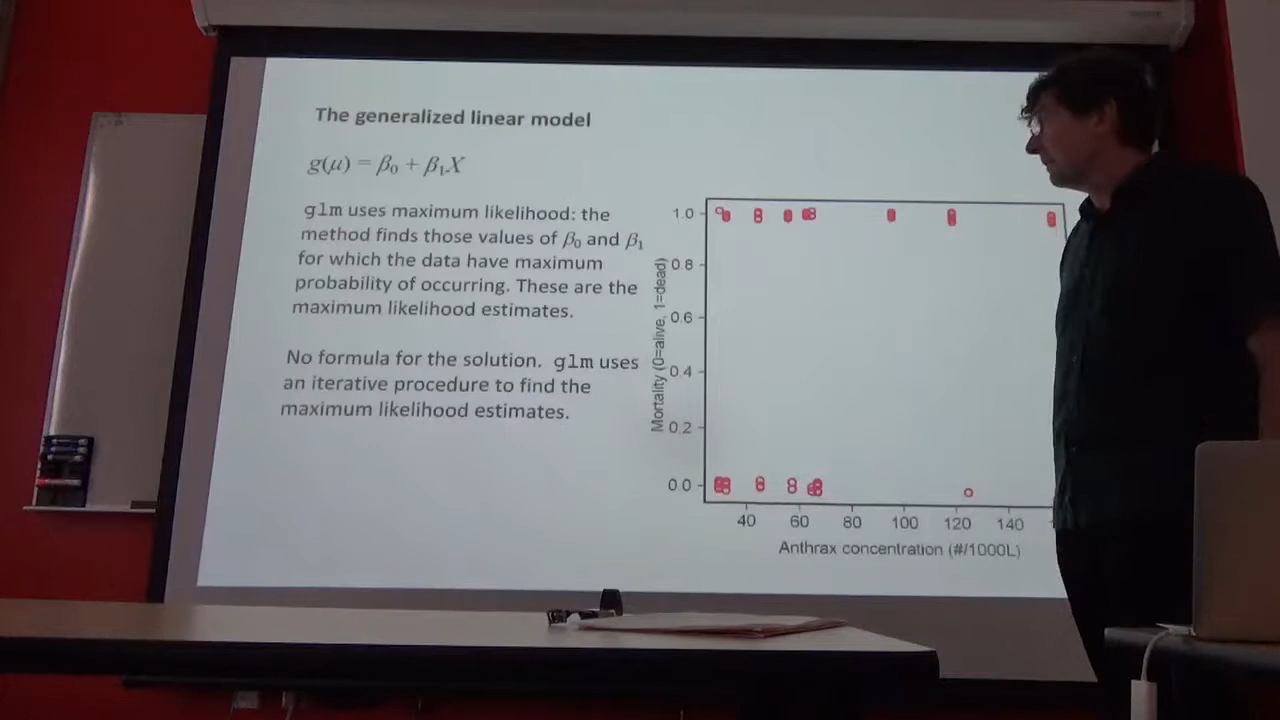 The generalized linear model
g(μ) = β0 + β1X
glm uses maximum likelihood: the
method finds those values of β0 and β1
for which the data have maximum
probability of occurring. These are the
maximum likelihood estimates.
No formula for the solution. glm uses
an iterative procedure to find the
maximum likelihood estimates.
Mortality (0=alive, 1=dead)
1.0
0.8
0.6
0.4
0.2
0.0
40 60 80 100 120 140
Anthrax concentration (#/1000L)